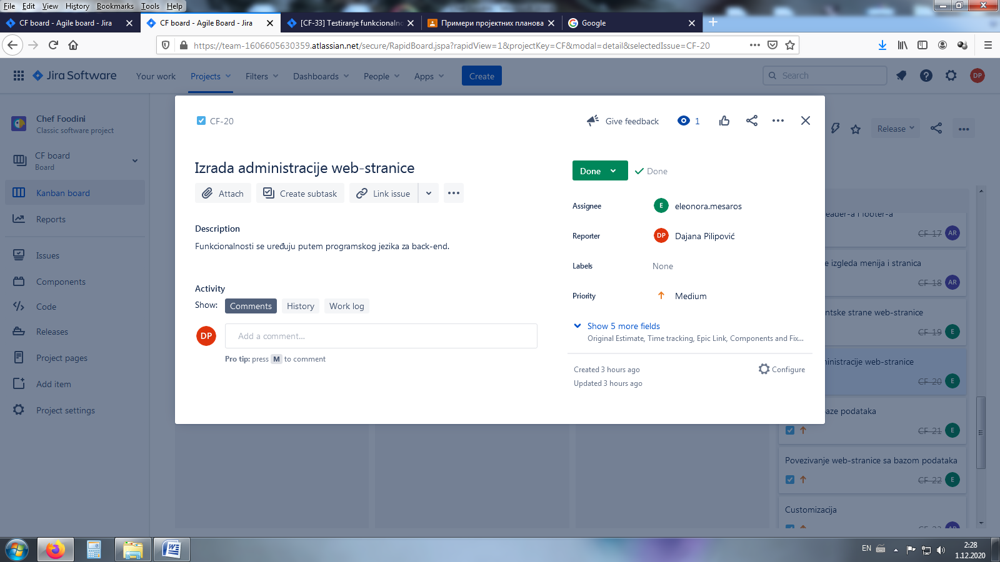 File Edit View History Bookmarks Tools Help
CF board - Agile board - Jira
CF board - Agile Board - Jira
[CF-33] Testiranje funkcionaln
Примери пројектних планова
Google
https://team-1606605630359.atlassian.net/secure/RapidBoard.jspa?rapidView=1&projectKey=CF&modal=detail&selectedIssue=CF-20
Jira Software
Your work
Projects
Filters
Dashboards
People
Apps
Create
Search
DP
Chef Foodini
Classic software project
CF board
Board
Kanban board
Reports
Issues
Components
Code
Releases
Project pages
Add item
Project settings
CF-20
Give feedback
1
Izrada administracije web-stranice
Attach
Create subtask
Link issue
Description
Funkcionalnosti se uređuju putem programskog jezika za back-end.
Activity
Show:
Comments
History
Work log
DP
Add a comment...
Pro tip: press M to comment
Done
Done
Assignee
E eleonora.mesaros
Reporter
DP Dajana Pilipović
Labels
None
Priority
Medium
Show 5 more fields
Original Estimate, Time tracking, Epic Link, Components and Fix...
Created 3 hours ago
Configure
Updated 3 hours ago
Release
eader-a i footer-a
CF-17 AR
e izgleda menija i stranica
CF-18 AR
ntske strane web-stranice
CF-19 E
ninistracije web-stranice
CF-20 E
aze podataka
CF-21 E
Povezivanje web-stranice sa bazom podataka
CF-22 E
Customizacija
CF-23 AR
EN
2:28
1.12.2020